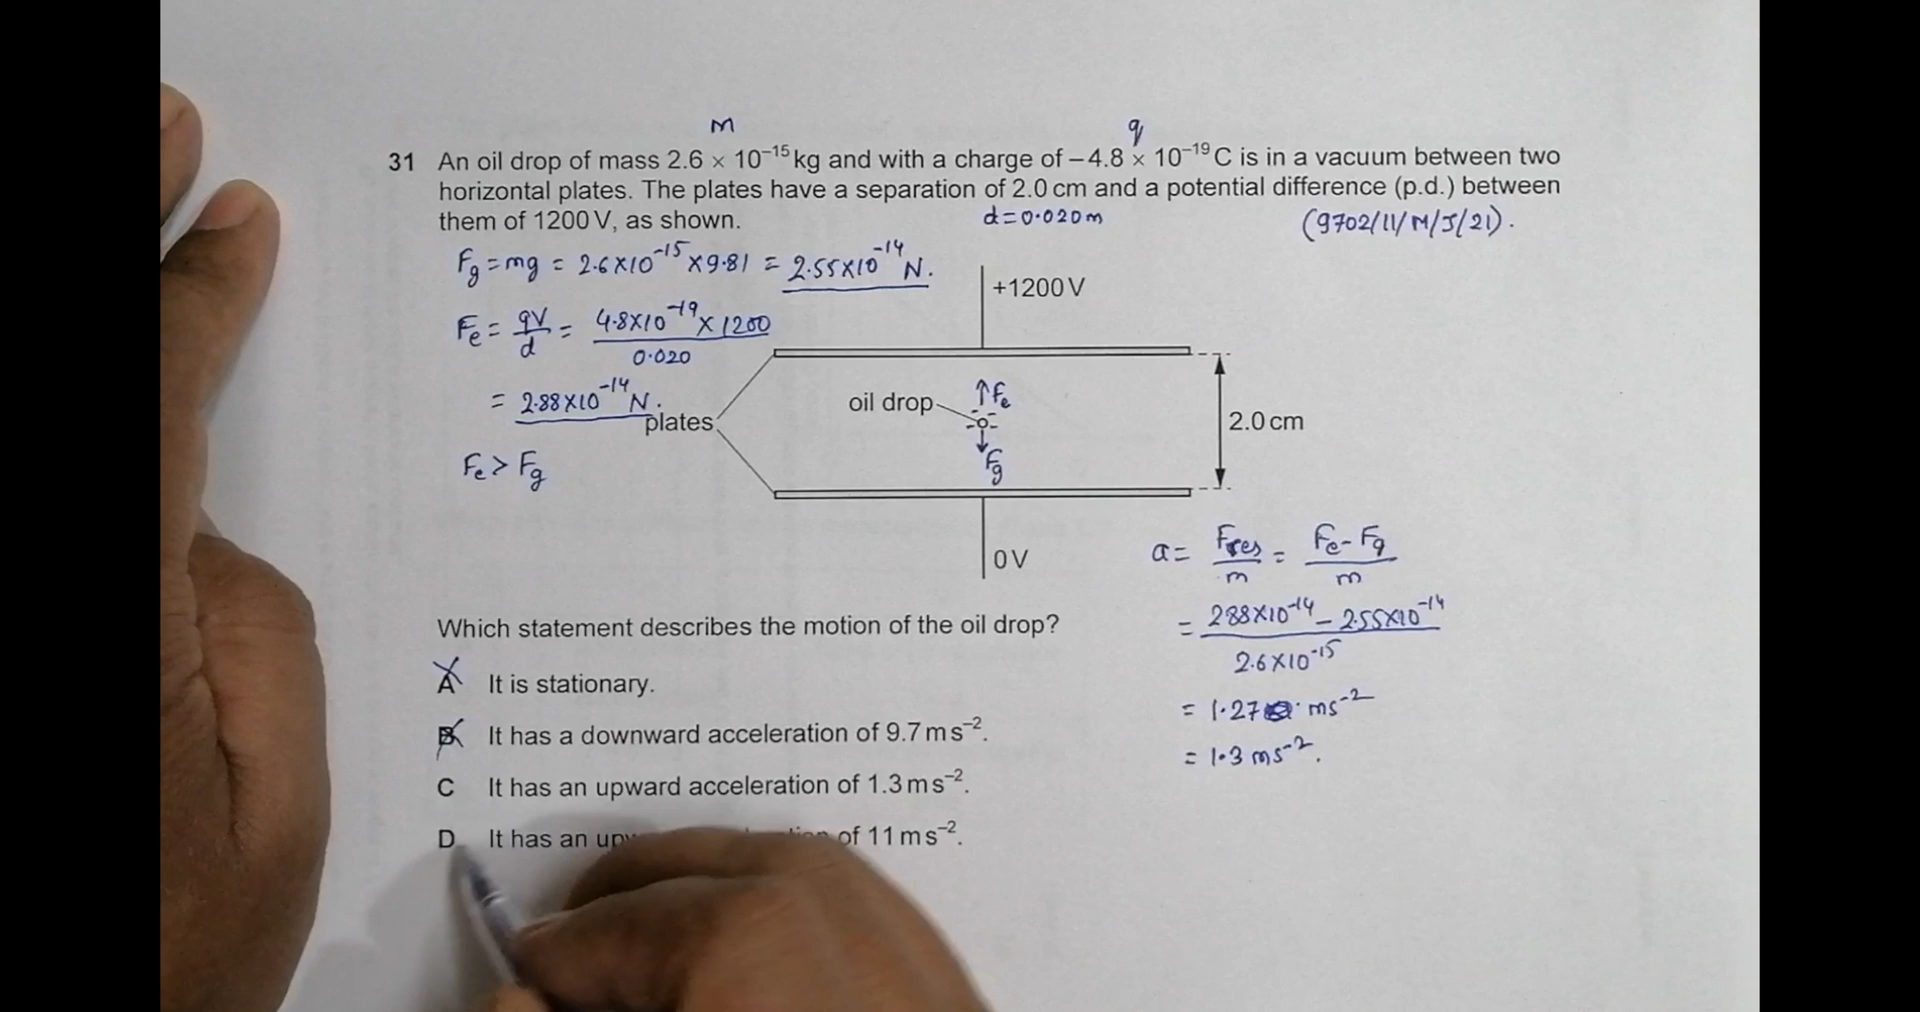 m
q
31 An oil drop of mass 2.6 × 10⁻¹⁵ kg and with a charge of –4.8 × 10⁻¹⁹ C is in a vacuum between two
horizontal plates. The plates have a separation of 2.0 cm and a potential difference (p.d.) between
them of 1200 V, as shown.
d=0.020m
(9702/11/M/J/21).
Fg = mg = 2.6×10⁻¹⁵ ×9.81 = 2.55×10⁻¹⁴ N.
+1200 V
Fe = qV/d = 4.8×10⁻¹⁹ × 1200 / 0.020
= 2.88×10⁻¹⁴ N.
plates
oil drop
↑Fe
↓Fg
2.0 cm
Fe > Fg
0 V
a = Fres/m = Fe - Fg / m
= 2.88×10⁻¹⁴ - 2.55×10⁻¹⁴ / 2.6×10⁻¹⁵
= 1.27 ms⁻²
= 1.3 ms⁻².
Which statement describes the motion of the oil drop?
A It is stationary.
B It has a downward acceleration of 9.7 m s⁻².
C It has an upward acceleration of 1.3 m s⁻².
D It has an of 11 m s⁻².